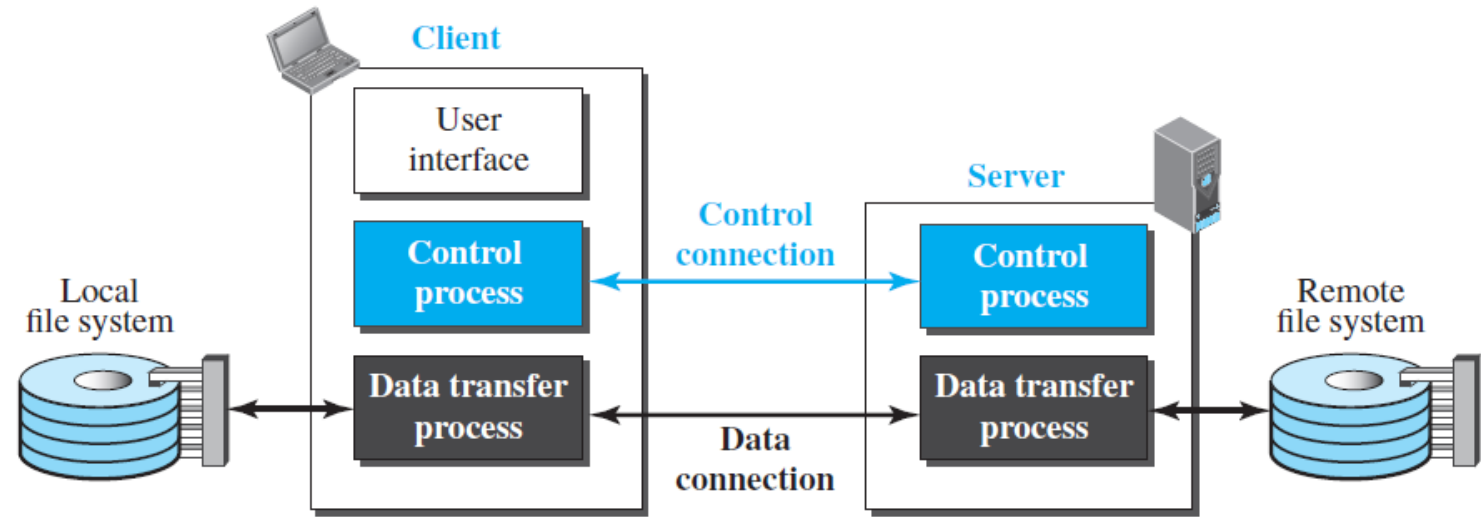 Client
User
interface
Server
Control
connection
Control
process
Control
process
Local
file system
Remote
file system
Data transfer
process
Data transfer
process
Data
connection